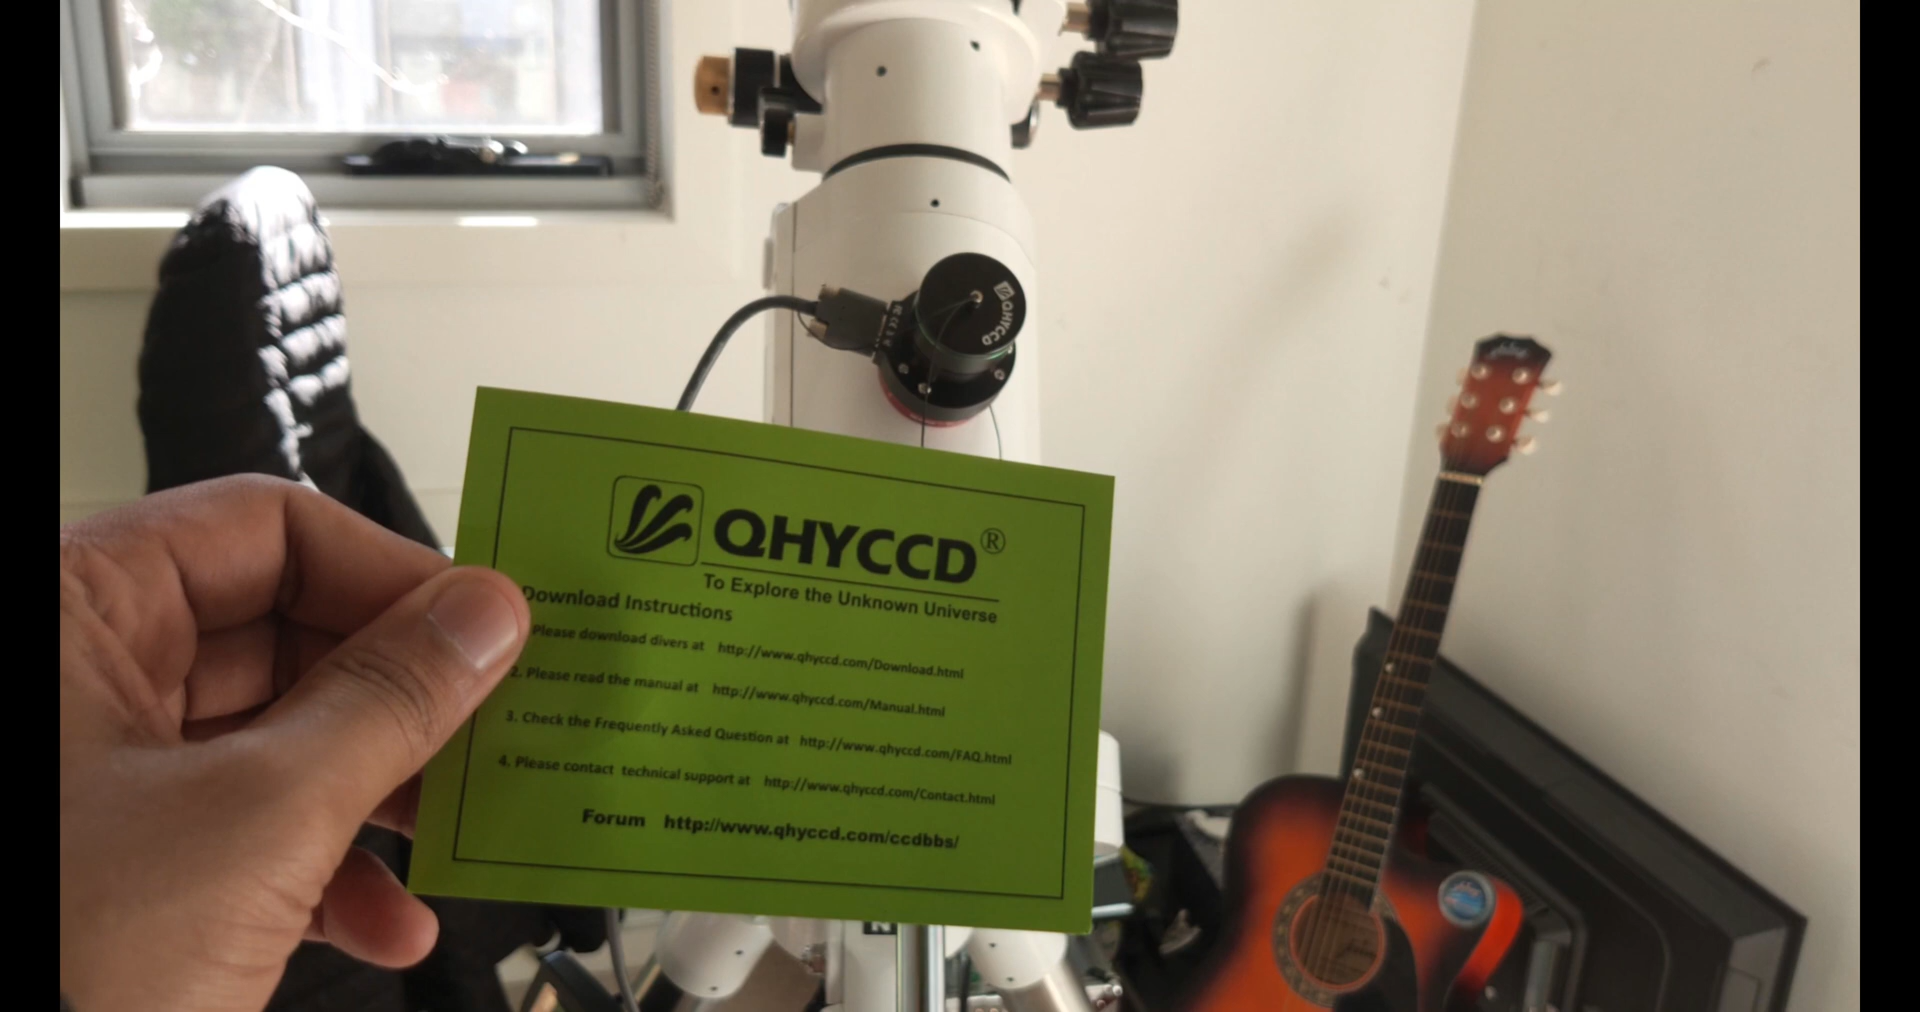 QHYCCD
QHYCCD®
To Explore the Unknown Universe
Download Instructions
Please download divers at http://www.qhyccd.com/Download.html
2. Please read the manual at http://www.qhyccd.com/Manual.html
3. Check the Frequently Asked Question at http://www.qhyccd.com/FAQ.html
4. Please contact technical support at http://www.qhyccd.com/Contact.html
Forum http://www.qhyccd.com/ccdbbs/
N